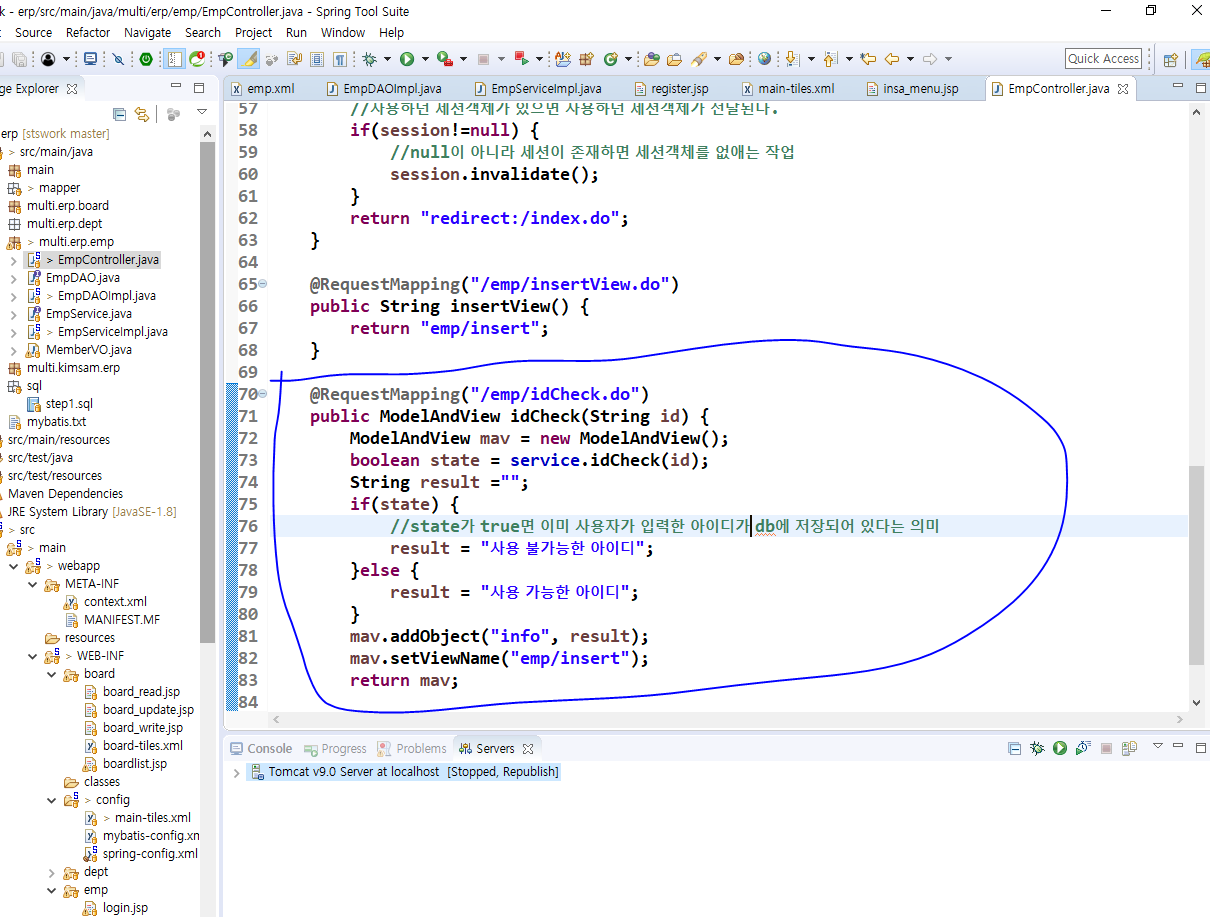 k - erp/src/main/java/multi/erp/emp/EmpController.java - Spring Tool Suite
Source Refactor Navigate Search Project Run Window Help
Quick Access
ge Explorer
emp.xml EmpDAOImpl.java EmpServiceImpl.java register.jsp main-tiles.xml insa_menu.jsp EmpController.java
erp [stswork master]
> src/main/java
main
> mapper
multi.erp.board
multi.erp.dept
> multi.erp.emp
> EmpController.java
EmpDAO.java
> EmpDAOImpl.java
EmpService.java
> EmpServiceImpl.java
MemberVO.java
multi.kimsam.erp
sql
step1.sql
mybatis.txt
src/main/resources
src/test/java
src/test/resources
Maven Dependencies
JRE System Library [JavaSE-1.8]
> src
> main
> webapp
META-INF
context.xml
MANIFEST.MF
resources
> WEB-INF
board
board_read.jsp
board_update.jsp
board_write.jsp
board-tiles.xml
boardlist.jsp
classes
> config
> main-tiles.xml
mybatis-config.xn
spring-config.xml
dept
emp
login.jsp
57 //사용하던 세션객체가 있으면 사용하던 세션객체가 전달된다.
58 if(session!=null) {
59 //null이 아니라 세션이 존재하면 세션객체를 없애는 작업
60 session.invalidate();
61 }
62 return "redirect:/index.do";
63 }
64
65 @RequestMapping("/emp/insertView.do")
66 public String insertView() {
67 return "emp/insert";
68 }
69
70 @RequestMapping("/emp/idCheck.do")
71 public ModelAndView idCheck(String id) {
72 ModelAndView mav = new ModelAndView();
73 boolean state = service.idCheck(id);
74 String result ="";
75 if(state) {
76 //state가 true면 이미 사용자가 입력한 아이디가 db에 저장되어 있다는 의미
77 result = "사용 불가능한 아이디";
78 }else {
79 result = "사용 가능한 아이디";
80 }
81 mav.addObject("info", result);
82 mav.setViewName("emp/insert");
83 return mav;
84
Console Progress Problems Servers
Tomcat v9.0 Server at localhost [Stopped, Republish]